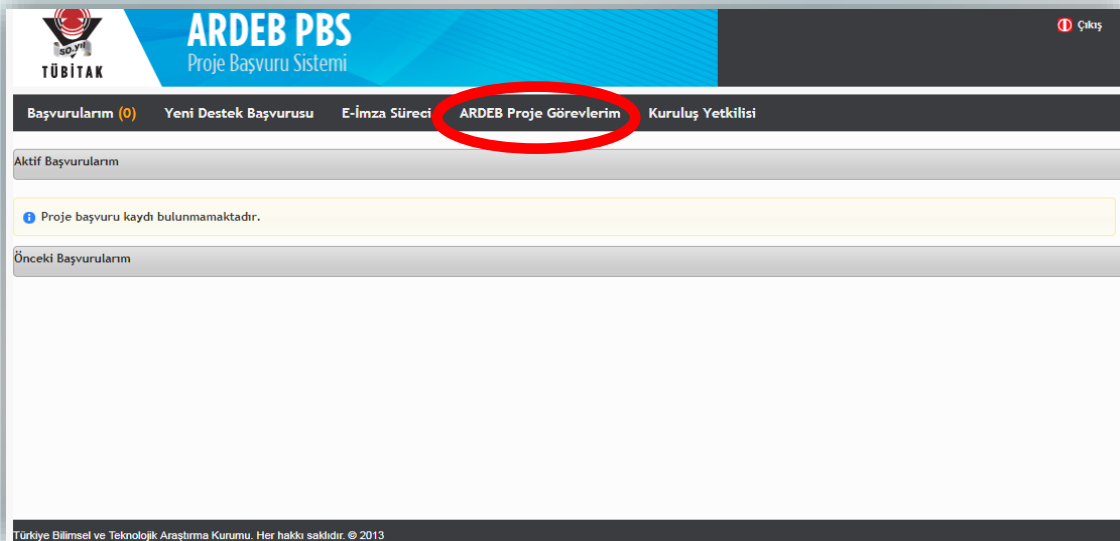 50.yıl
TÜBİTAK
ARDEB PBS
Proje Başvuru Sistemi
Çıkış
Başvurularım (0) Yeni Destek Başvurusu E-İmza Süreci ARDEB Proje Görevlerim Kuruluş Yetkilisi
Aktif Başvurularım
Proje başvuru kaydı bulunmamaktadır.
Önceki Başvurularım
Türkiye Bilimsel ve Teknolojik Araştırma Kurumu. Her hakkı saklıdır. © 2013